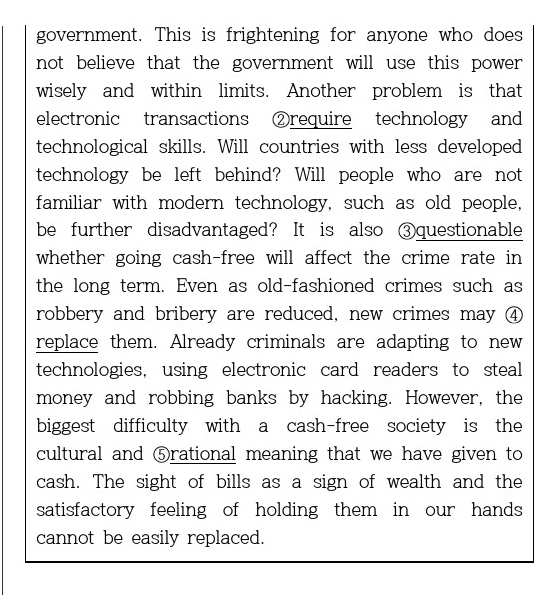 government. This is frightening for anyone who does
not believe that the government will use this power
wisely and within limits. Another problem is that
electronic transactions ②require technology and
technological skills. Will countries with less developed
technology be left behind? Will people who are not
familiar with modern technology, such as old people,
be further disadvantaged? It is also ③questionable
whether going cash-free will affect the crime rate in
the long term. Even as old-fashioned crimes such as
robbery and bribery are reduced, new crimes may ④
replace them. Already criminals are adapting to new
technologies, using electronic card readers to steal
money and robbing banks by hacking. However, the
biggest difficulty with a cash-free society is the
cultural and ⑤rational meaning that we have given to
cash. The sight of bills as a sign of wealth and the
satisfactory feeling of holding them in our hands
cannot be easily replaced.